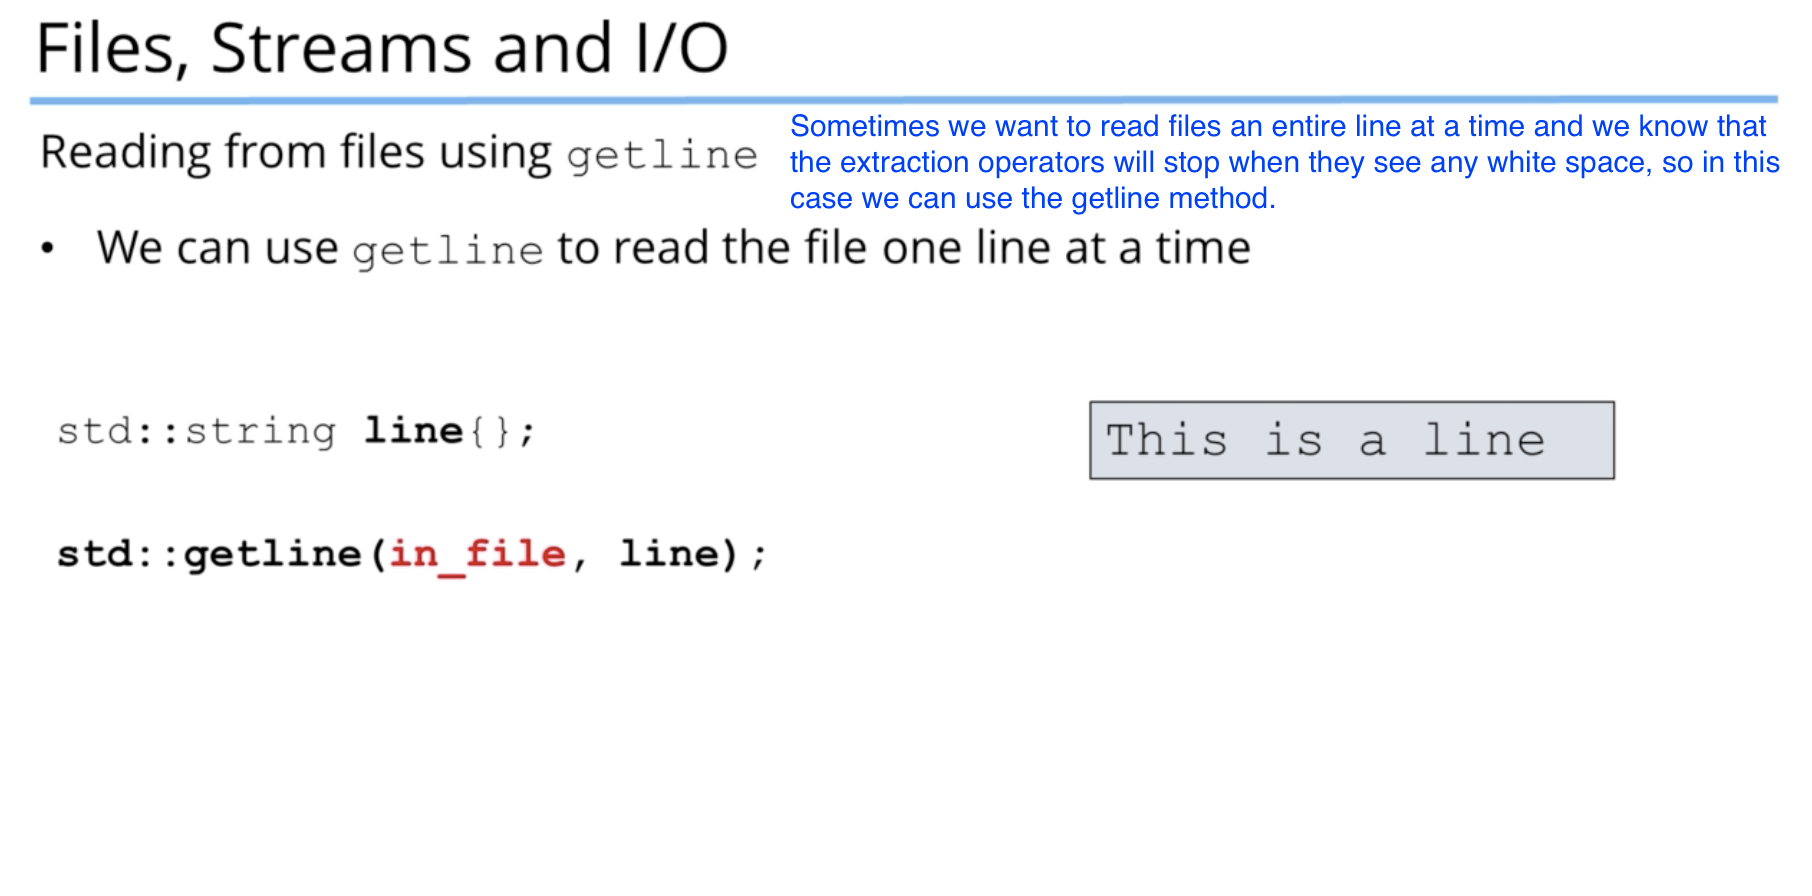 Files, Streams and I/O
Reading from files using getline
Sometimes we want to read files an entire line at a time and we know that
the extraction operators will stop when they see any white space, so in this
case we can use the getline method.
• We can use getline to read the file one line at a time
std::string line{};
This is a line
std::getline(in_file, line);